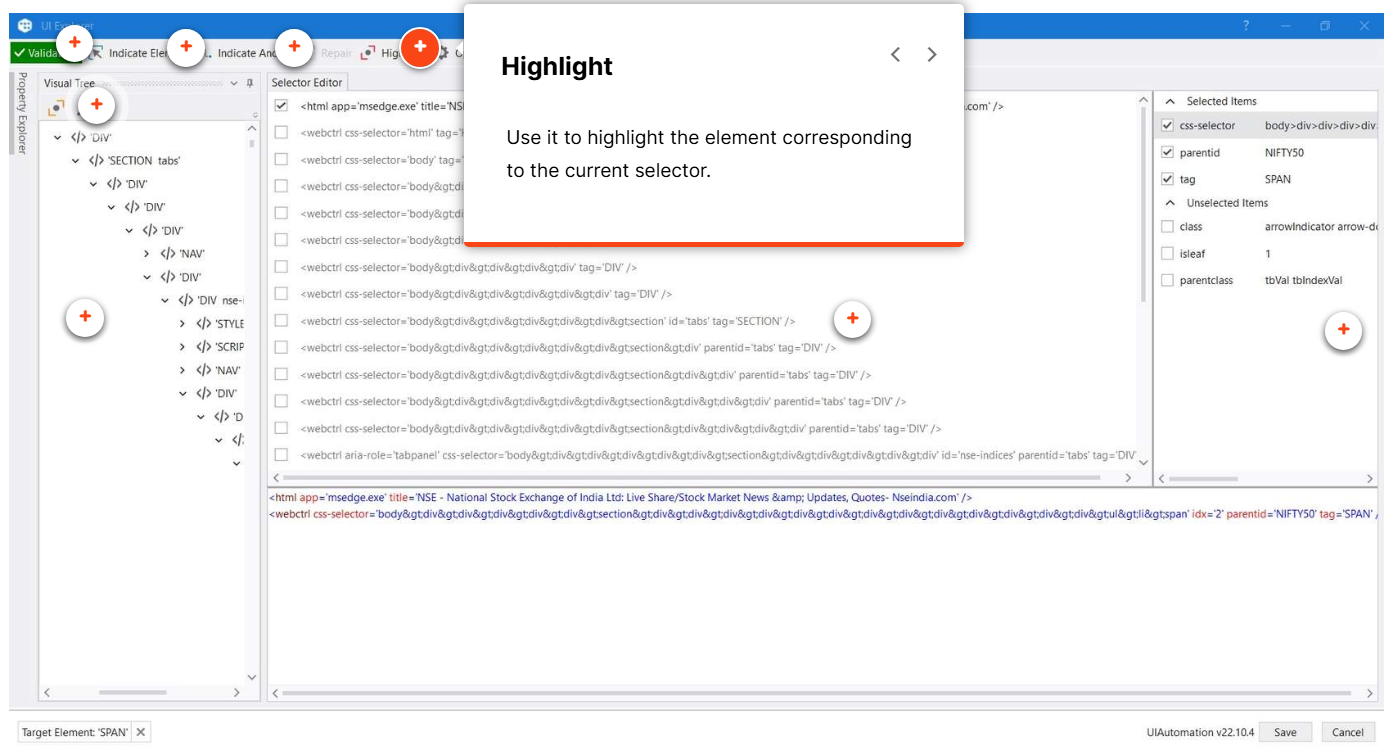 UI Explorer
?
Indicate
Indicate
Repair
Property Explorer
Visual Tree
</> 'DIV'
</> 'SECTION tabs'
</> 'DIV'
</> 'DIV'
</> 'DIV'
</> 'NAV'
</> 'DIV'
</> 'DIV nse-i
</> 'STYLE
</> 'SCRIP
</> 'NAV'
</> 'DIV'
</> 'D
</>
Selector Editor
<html app='msedge.exe' title='NSE
.com' />
<webctrl css-selector='html' tag='H
<webctrl css-selector='body' tag='
<webctrl css-selector='body&gt;di
<webctrl css-selector='body&gt;di
<webctrl css-selector='body&gt;di
<webctrl css-selector='body&gt;div&gt;div&gt;div&gt;div' tag='DIV' />
<webctrl css-selector='body&gt;div&gt;div&gt;div&gt;div&gt;div' tag='DIV' />
<webctrl css-selector='body&gt;div&gt;div&gt;div&gt;div&gt;div&gt;section' id='tabs' tag='SECTION' />
<webctrl css-selector='body&gt;div&gt;div&gt;div&gt;div&gt;div&gt;section&gt;div' parentid='tabs' tag='DIV' />
<webctrl css-selector='body&gt;div&gt;div&gt;div&gt;div&gt;div&gt;section&gt;div&gt;div' parentid='tabs' tag='DIV' />
<webctrl css-selector='body&gt;div&gt;div&gt;div&gt;div&gt;div&gt;section&gt;div&gt;div&gt;div' parentid='tabs' tag='DIV' />
<webctrl css-selector='body&gt;div&gt;div&gt;div&gt;div&gt;div&gt;section&gt;div&gt;div&gt;div&gt;div' parentid='tabs' tag='DIV' />
<webctrl aria-role='tabpanel' css-selector='body&gt;div&gt;div&gt;div&gt;div&gt;div&gt;section&gt;div&gt;div&gt;div&gt;div&gt;div' id='nse-indices' parentid='tabs' tag='DIV'
Highlight
Use it to highlight the element corresponding
to the current selector.
Selected Items
css-selector body>div>div>div>div
parentid NIFTY50
tag SPAN
Unselected Items
class arrowIndicator arrow-do
isleaf 1
parentclass tbVal tbIndexVal
<html app='msedge.exe' title='NSE - National Stock Exchange of India Ltd: Live Share/Stock Market News &amp; Updates, Quotes- Nseindia.com' />
<webctrl css-selector='body&gt;div&gt;div&gt;div&gt;div&gt;div&gt;section&gt;div&gt;div&gt;div&gt;div&gt;div&gt;div&gt;div&gt;div&gt;div&gt;div&gt;div&gt;ul&gt;li&gt;span' idx='2' parentid='NIFTY50' tag='SPAN' /
Target Element: 'SPAN'
UIAutomation v22.10.4
Save
Cancel